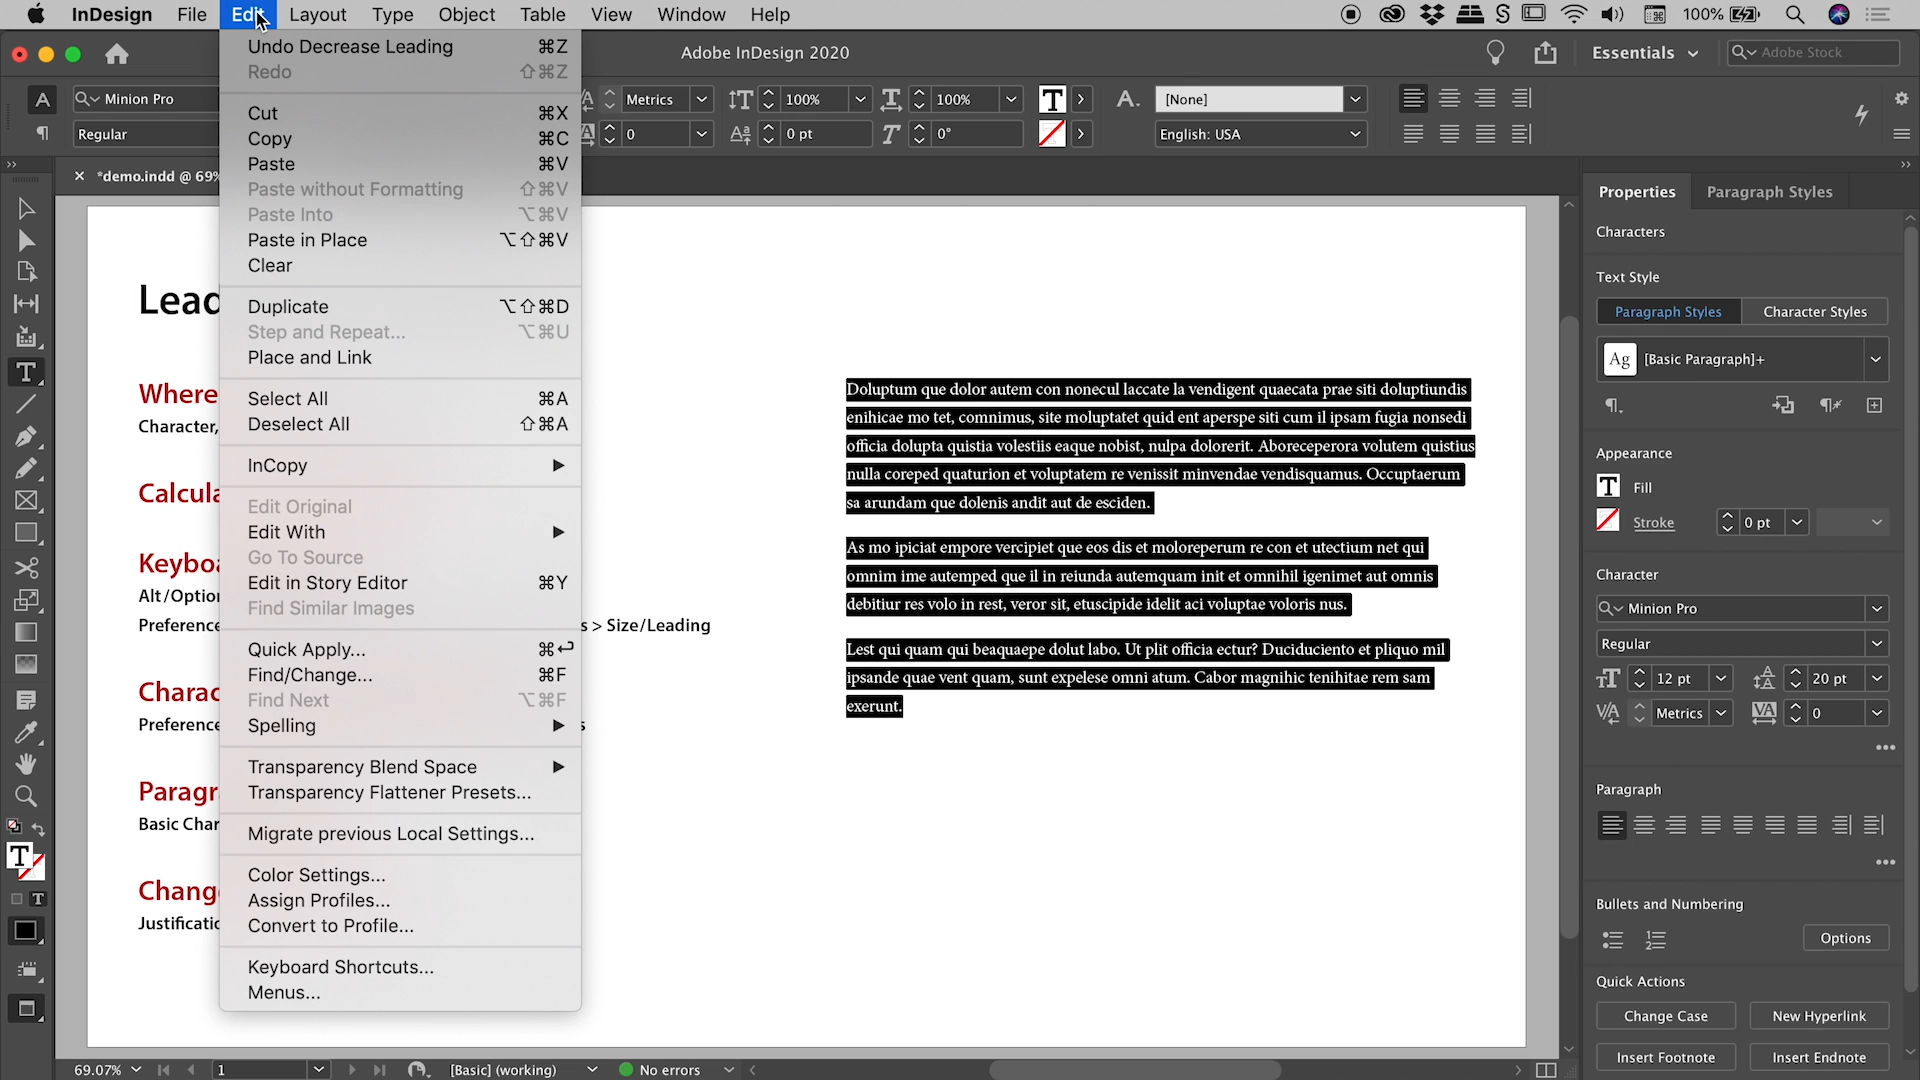 InDesign File Edit Layout Type Object Table View Window Help 100%
Adobe InDesign 2020 Essentials Adobe Stock
A Minion Pro Metrics 100% 100% T A. [None]
Regular 0 0 pt 0° English: USA
*demo.indd @ 69%
Undo Decrease Leading ⌘Z
Redo ⇧⌘Z
Cut ⌘X
Copy ⌘C
Paste ⌘V
Paste without Formatting ⇧⌘V
Paste Into ⌥⌘V
Paste in Place ⌥⇧⌘V
Clear
Duplicate ⌥⇧⌘D
Step and Repeat... ⌥⌘U
Place and Link
Select All ⌘A
Deselect All ⇧⌘A
InCopy
Edit Original
Edit With
Go To Source
Edit in Story Editor ⌘Y
Find Similar Images
Quick Apply... ⌘↩
Find/Change... ⌘F
Find Next ⌥⌘F
Spelling
Transparency Blend Space
Transparency Flattener Presets...
Migrate previous Local Settings...
Color Settings...
Assign Profiles...
Convert to Profile...
Keyboard Shortcuts...
Menus...
Lead
Where
Character,
Calcula
Keybo
Alt/Option
Preference s > Size/Leading
Charac
Preference s
Paragr
Basic Char
Chang
Justificatio
Doluptum que dolor autem con nonecul laccate la vendigent quaecata prae siti doluptiundis
enihicae mo tet, comnimus, site moluptatet quid ent aperspe siti cum il ipsam fugia nonsedi
officia dolupta quistia volestiis eaque nobist, nulpa dolorerit. Aboreceperora volutem quistius
nulla coreped quaturion et voluptatem re venissit minvendae vendisquamus. Occuptaerum
sa arundam que dolenis andit aut de esciden.
As mo ipiciat empore vercipiet que eos dis et moloreperum re con et utectium net qui
omnim ime autemped que il in reiunda autemquam init et omnihil igenimet aut omnis
debitiur res volo in rest, veror sit, etuscipide idelit aci voluptae voloris nus.
Lest qui quam qui beaquaepe dolut labo. Ut plit officia ectur? Duciduciento et pliquo mil
ipsande quae vent quam, sunt expelese omni atum. Cabor magnihic tenihitae rem sam
exerunt.
Properties Paragraph Styles
Characters
Text Style
Paragraph Styles Character Styles
Ag [Basic Paragraph]+
Appearance
T Fill
Stroke 0 pt
Character
Minion Pro
Regular
12 pt 20 pt
Metrics 0
Paragraph
Bullets and Numbering
Options
Quick Actions
Change Case New Hyperlink
Insert Footnote Insert Endnote
69.07% 1 [Basic] (working) No errors